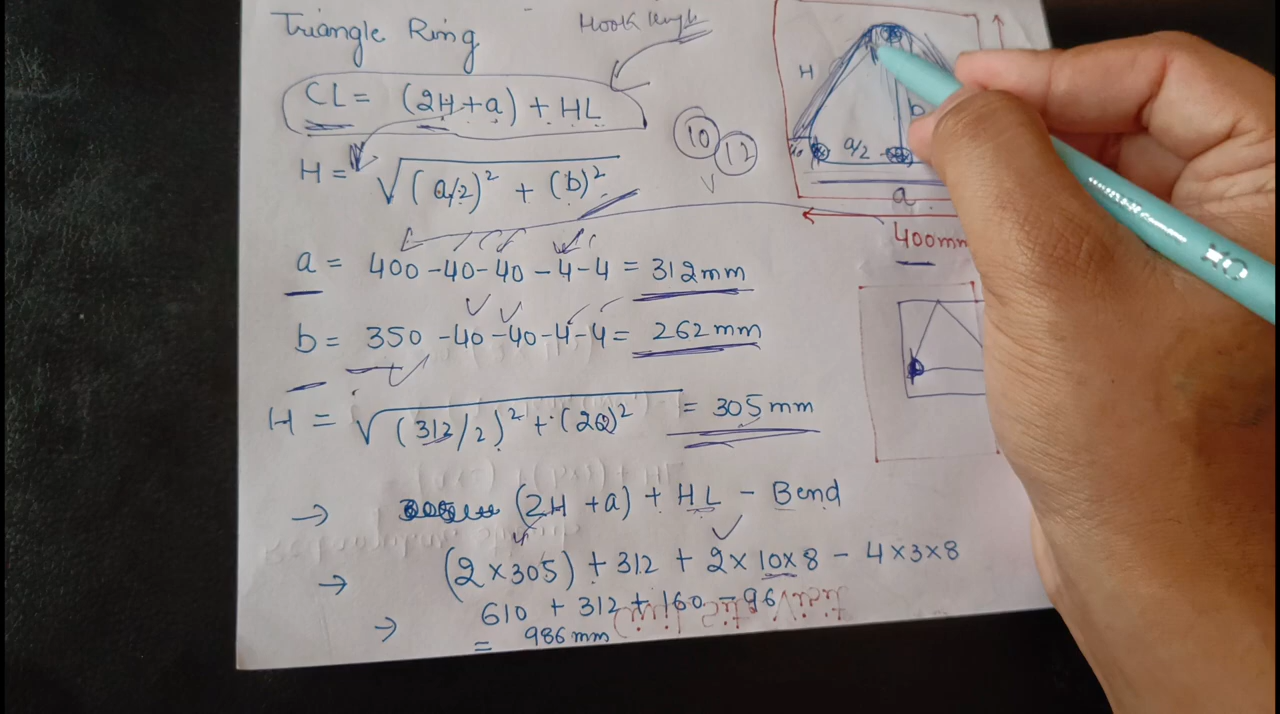 Triangle Ring
Hook length
CL = (2H + a) + HL
H = √(a/2)² + (b)²
10
12
a = 400 - 40 - 40 - 4 - 4 = 312 mm
b = 350 - 40 - 40 - 4 - 4 = 262 mm
H = √(312/2)² + (262)² = 305 mm
→ (2H + a) + HL - Bend
→ (2 × 305) + 312 + 2 × 10 × 8 - 4 × 3 × 8
→ 610 + 312 + 160 - 96
= 986 mm
H
b
a/2
a
400mm